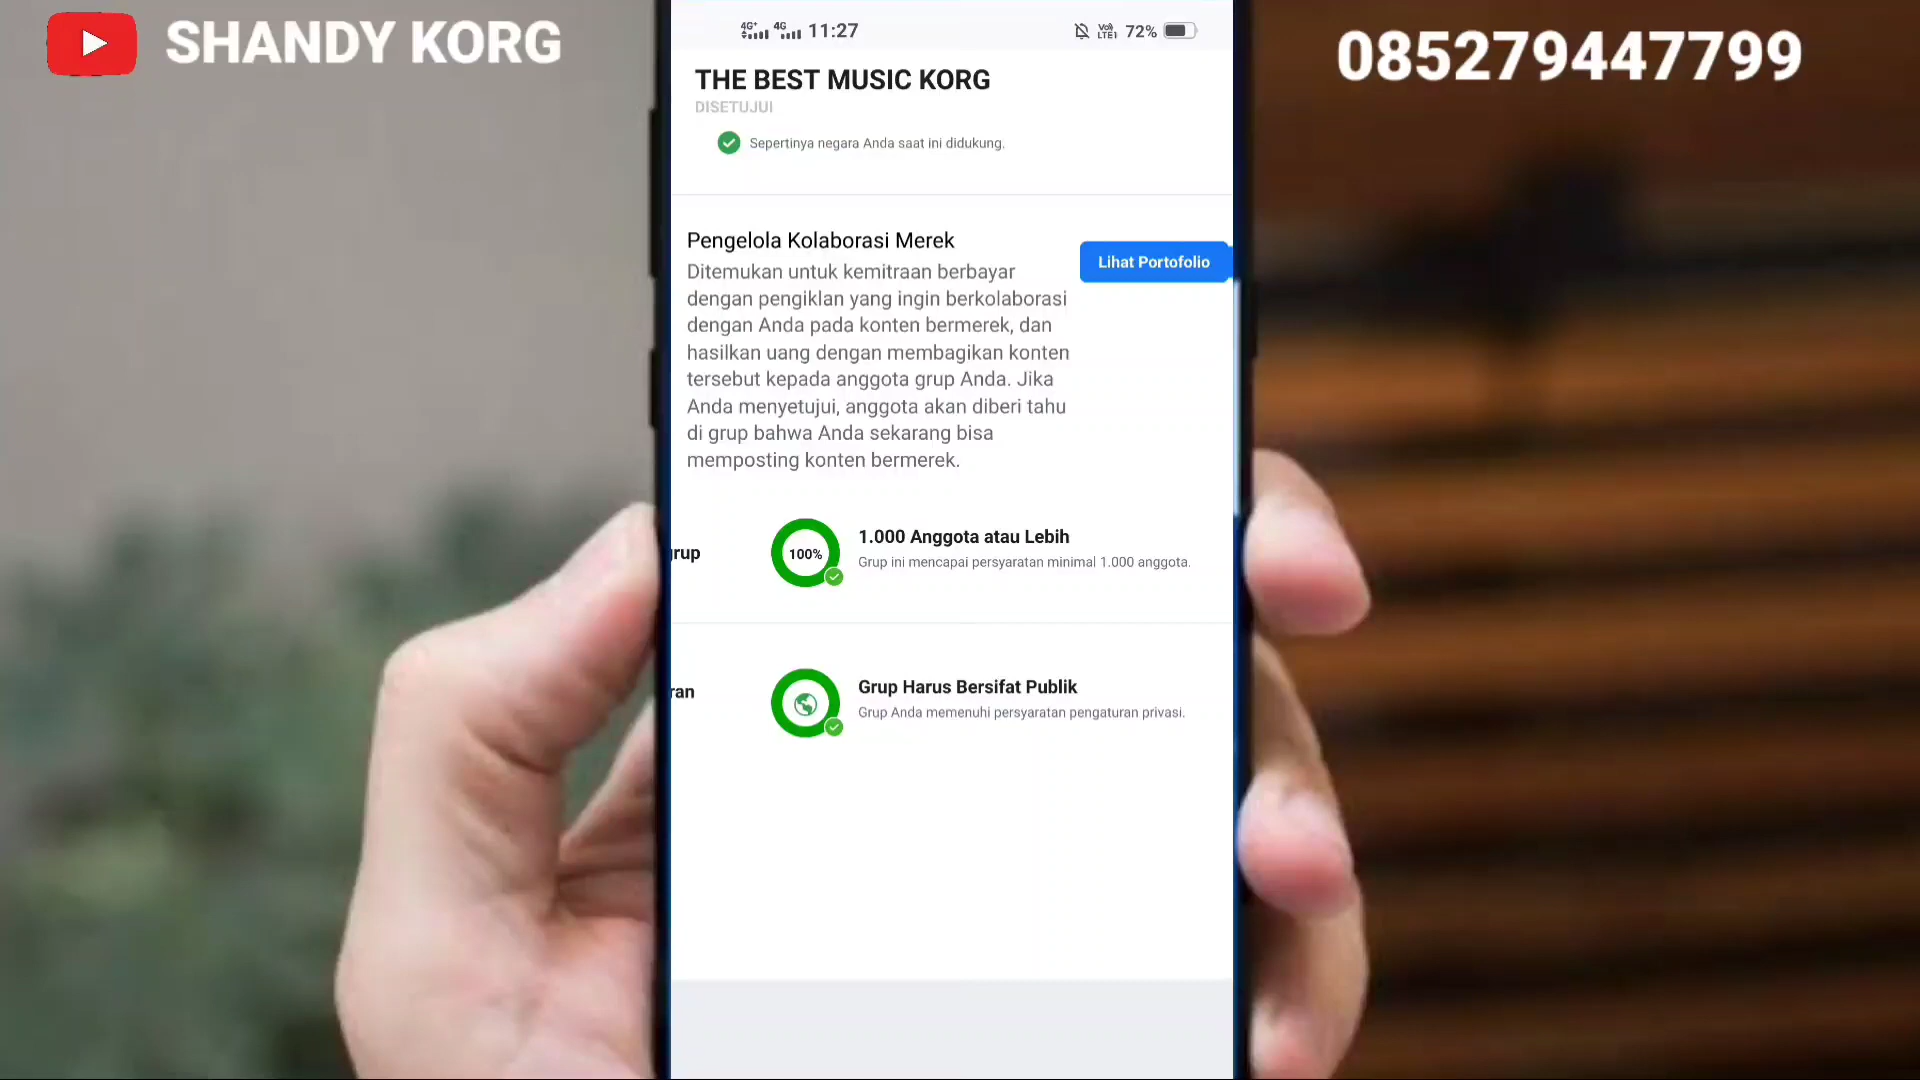 SHANDY KORG
085279447799
4G+ 4G 11:27
VoLTE1 72%
THE BEST MUSIC KORG
DISETUJUI
Sepertinya negara Anda saat ini didukung.
Pengelola Kolaborasi Merek
Lihat Portofolio
Ditemukan untuk kemitraan berbayar
dengan pengiklan yang ingin berkolaborasi
dengan Anda pada konten bermerek, dan
hasilkan uang dengan membagikan konten
tersebut kepada anggota grup Anda. Jika
Anda menyetujui, anggota akan diberi tahu
di grup bahwa Anda sekarang bisa
memposting konten bermerek.
rup
100%
1.000 Anggota atau Lebih
Grup ini mencapai persyaratan minimal 1.000 anggota.
ran
Grup Harus Bersifat Publik
Grup Anda memenuhi persyaratan pengaturan privasi.